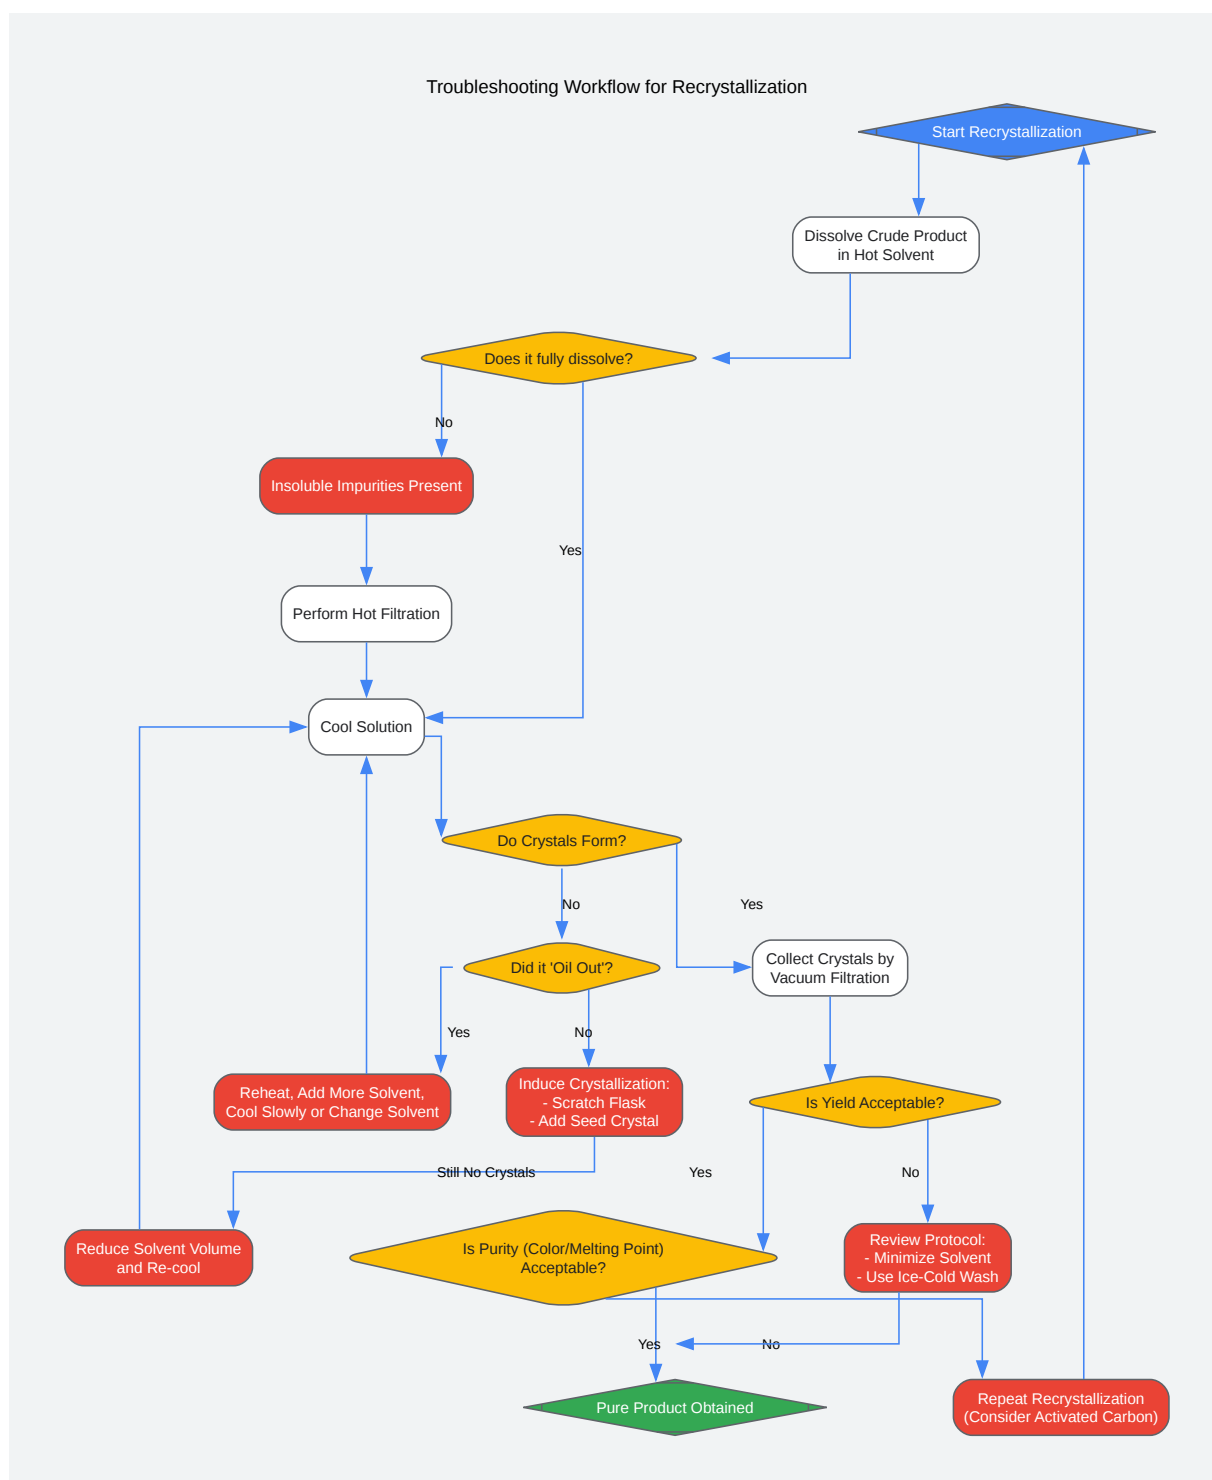 Troubleshooting Workflow for Recrystallization
Start Recrystallization
Dissolve Crude Product
in Hot Solvent
Does it fully dissolve?
No
Insoluble Impurities Present
Yes
Perform Hot Filtration
Cool Solution
Do Crystals Form?
No
Yes
Did it 'Oil Out'?
Collect Crystals by
Vacuum Filtration
Yes
No
Reheat, Add More Solvent,
Cool Slowly or Change Solvent
Induce Crystallization:
- Scratch Flask
- Add Seed Crystal
Is Yield Acceptable?
Still No Crystals
Yes
No
Reduce Solvent Volume
and Re-cool
Is Purity (Color/Melting Point)
Acceptable?
Review Protocol:
- Minimize Solvent
- Use Ice-Cold Wash
Yes
No
Pure Product Obtained
Repeat Recrystallization
(Consider Activated Carbon)